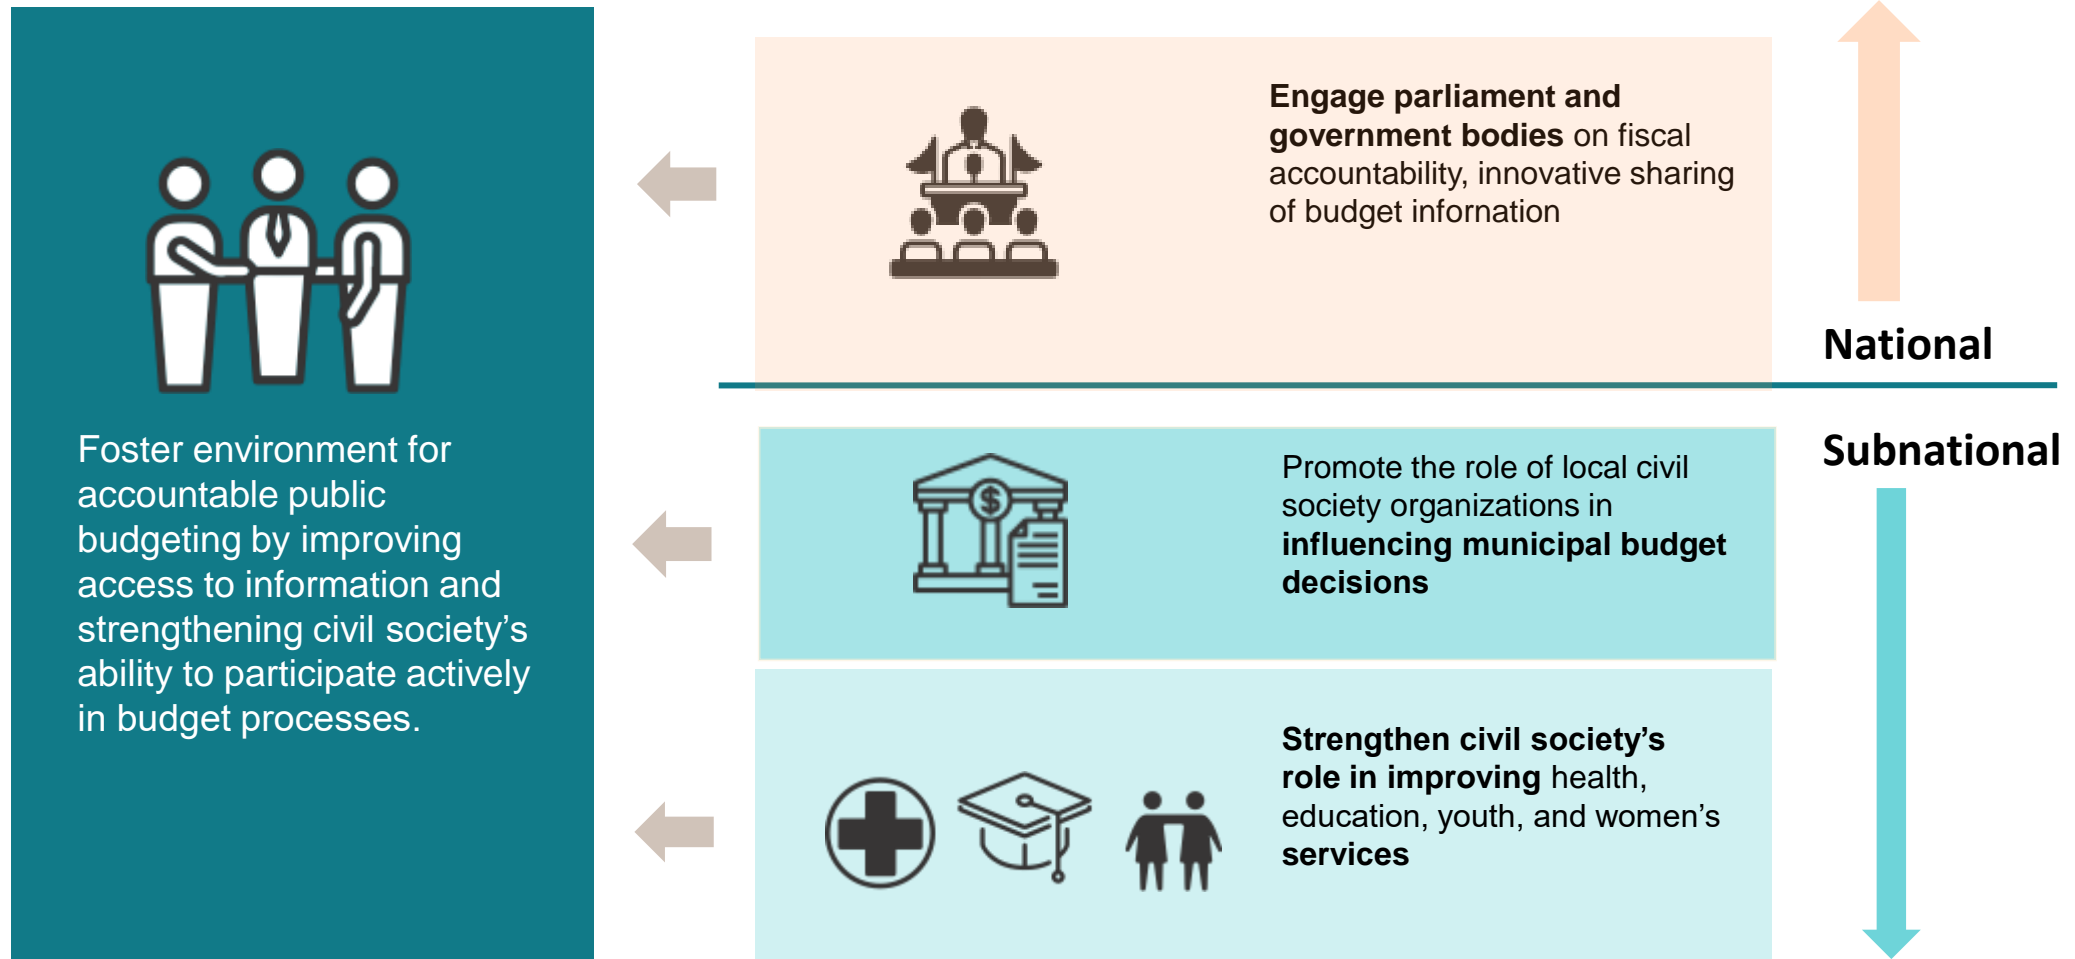 Foster environment for
accountable public
budgeting by improving
access to information and
strengthening civil society’s
ability to participate actively
in budget processes.
Engage parliament and
government bodies on fiscal
accountability, innovative sharing
of budget infornation
National
Subnational
Promote the role of local civil
society organizations in
influencing municipal budget
decisions
$
Strengthen civil society’s
role in improving health,
education, youth, and women’s
services